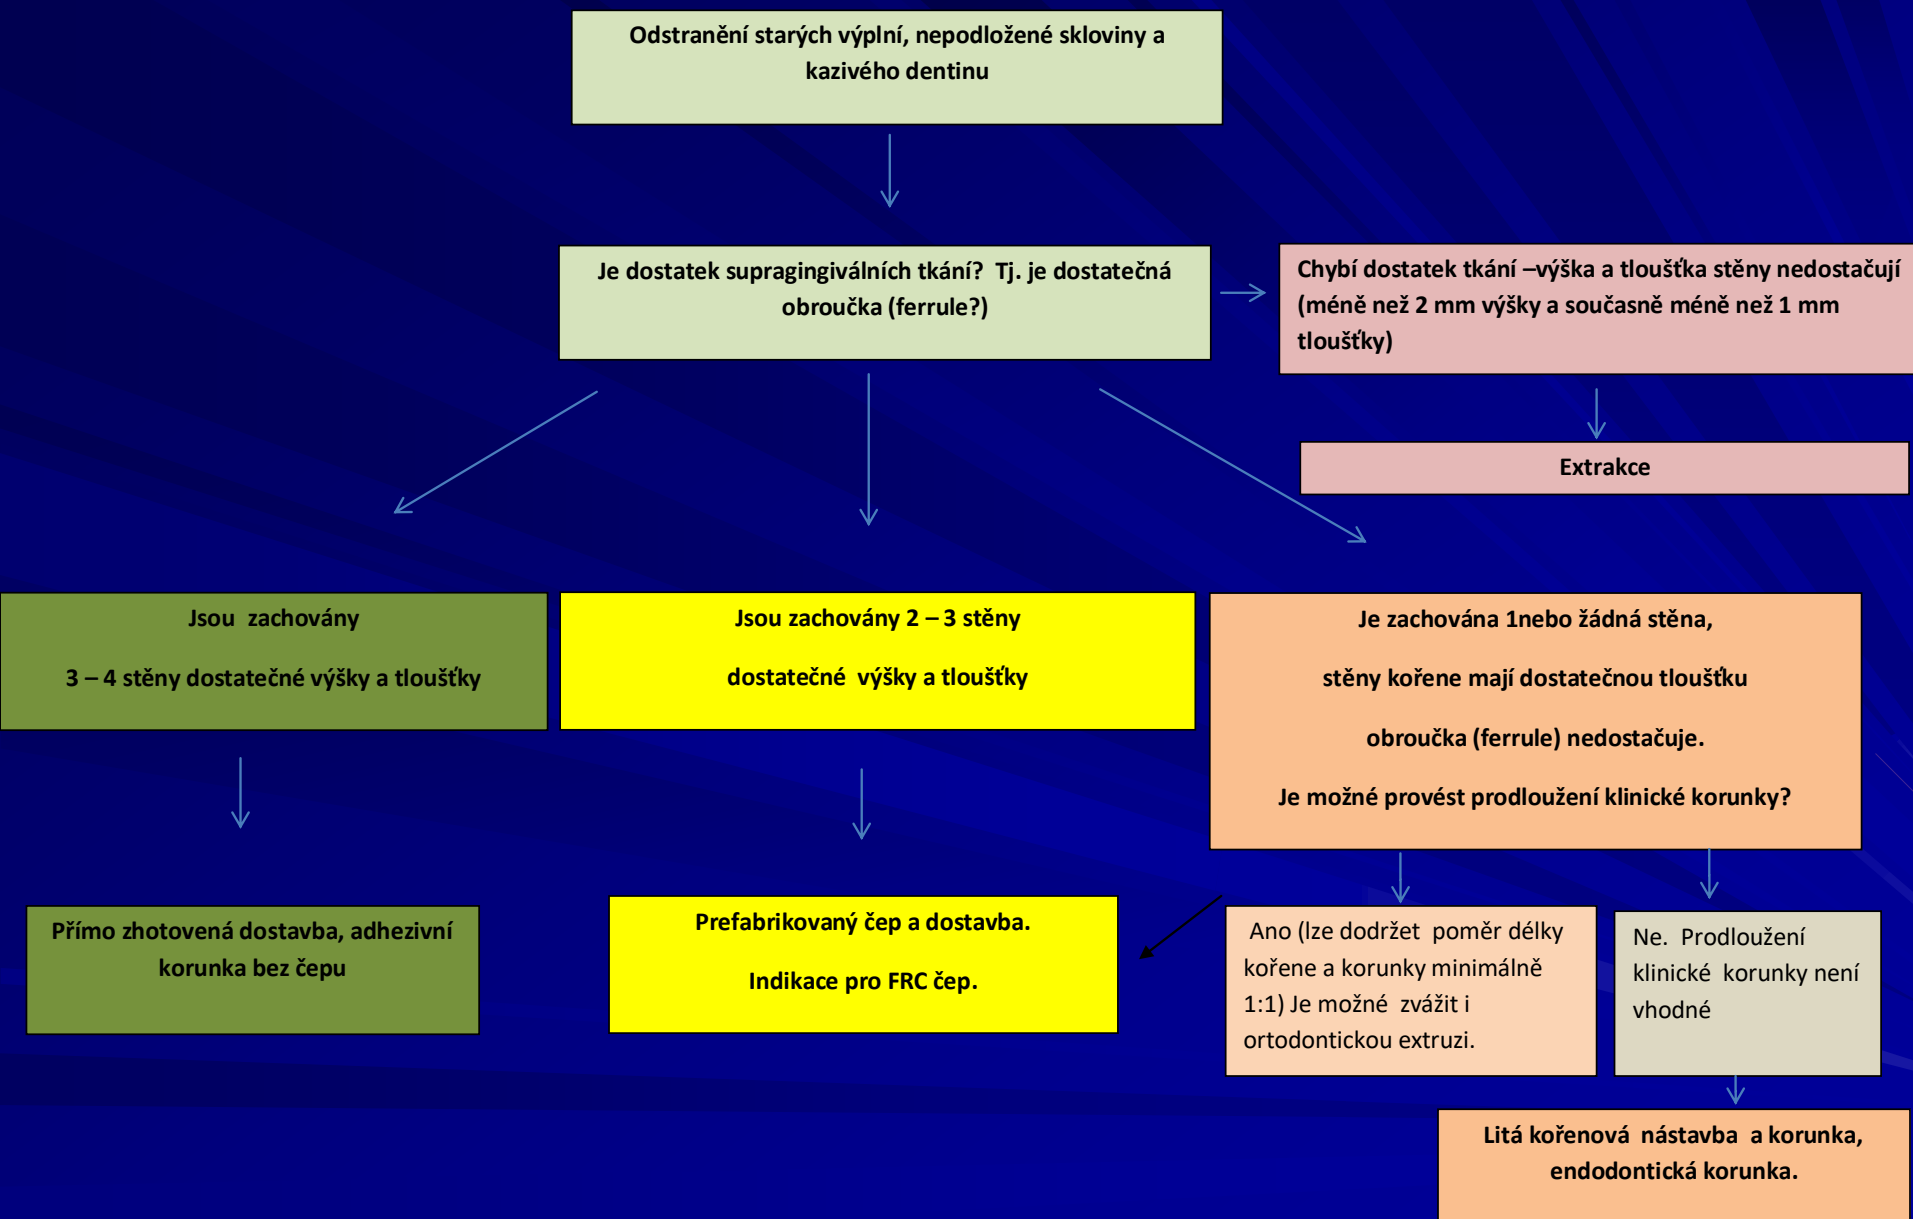 Odstranění starých výplní, nepodložené skloviny a
kazivého dentinu
Je dostatek supragingiválních tkání? Tj. je dostatečná
obroučka (ferrule?)
Chybí dostatek tkání –výška a tloušťka stěny nedostačují
(méně než 2 mm výšky a současně méně než 1 mm
tloušťky)
Extrakce
Jsou zachovány
3 – 4 stěny dostatečné výšky a tloušťky
Jsou zachovány 2 – 3 stěny
dostatečné výšky a tloušťky
Je zachována 1nebo žádná stěna,
stěny kořene mají dostatečnou tloušťku
obroučka (ferrule) nedostačuje.
Je možné provést prodloužení klinické korunky?
Přímo zhotovená dostavba, adhezivní
korunka bez čepu
Prefabrikovaný čep a dostavba.
Indikace pro FRC čep.
Ano (lze dodržet poměr délky
kořene a korunky minimálně
1:1) Je možné zvážit i
ortodontickou extruzi.
Ne. Prodloužení
klinické korunky není
vhodné
Litá kořenová nástavba a korunka,
endodontická korunka.